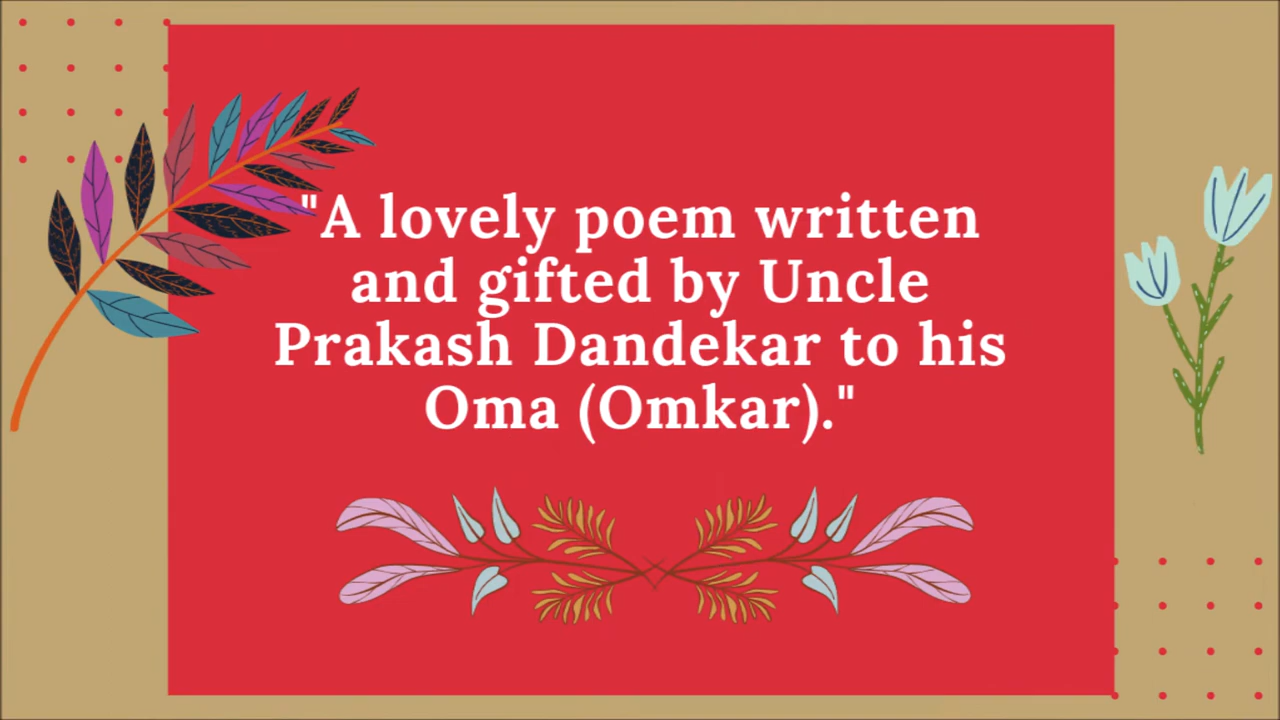 "A lovely poem written
and gifted by Uncle
Prakash Dandekar to his
Oma (Omkar)."